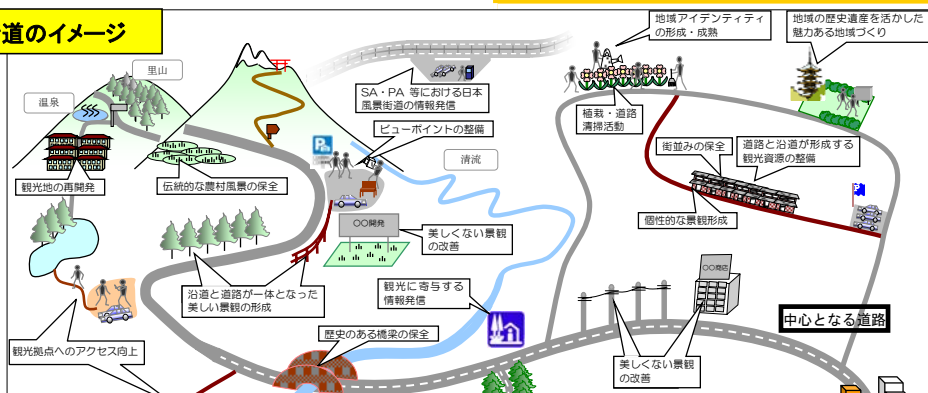 道のイメージ
里山
温泉
観光地の再開発
伝統的な農村風景の保全
SA・PA 等における日本
風景街道の情報発信
ビューポイントの整備
清流
地域アイデンティティ
の形成・成熟
地域の歴史遺産を活かした
魅力ある地域づくり
植栽・道路
清掃活動
街並みの保全
道路と沿道が形成する
観光資源の整備
個性的な景観形成
〇〇開発
美しくない景観
の改善
沿道と道路が一体となった
美しい景観の形成
観光に寄与する
情報発信
〇〇商店
中心となる道路
歴史のある橋梁の保全
観光拠点へのアクセス向上
美しくない景観
の改善